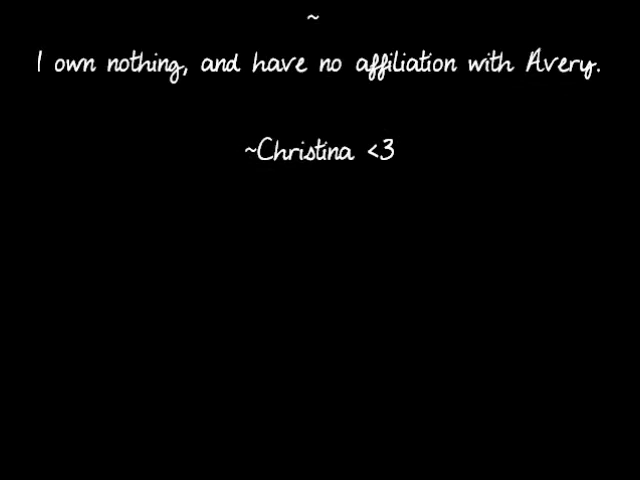 ~
I own nothing, and have no affiliation with Avery.
~Christina <3